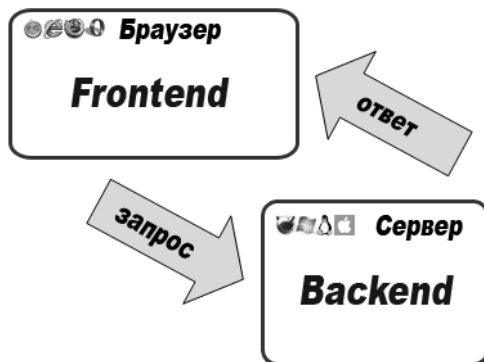 Браузер
Frontend
ответ
запрос
Сервер
Backend